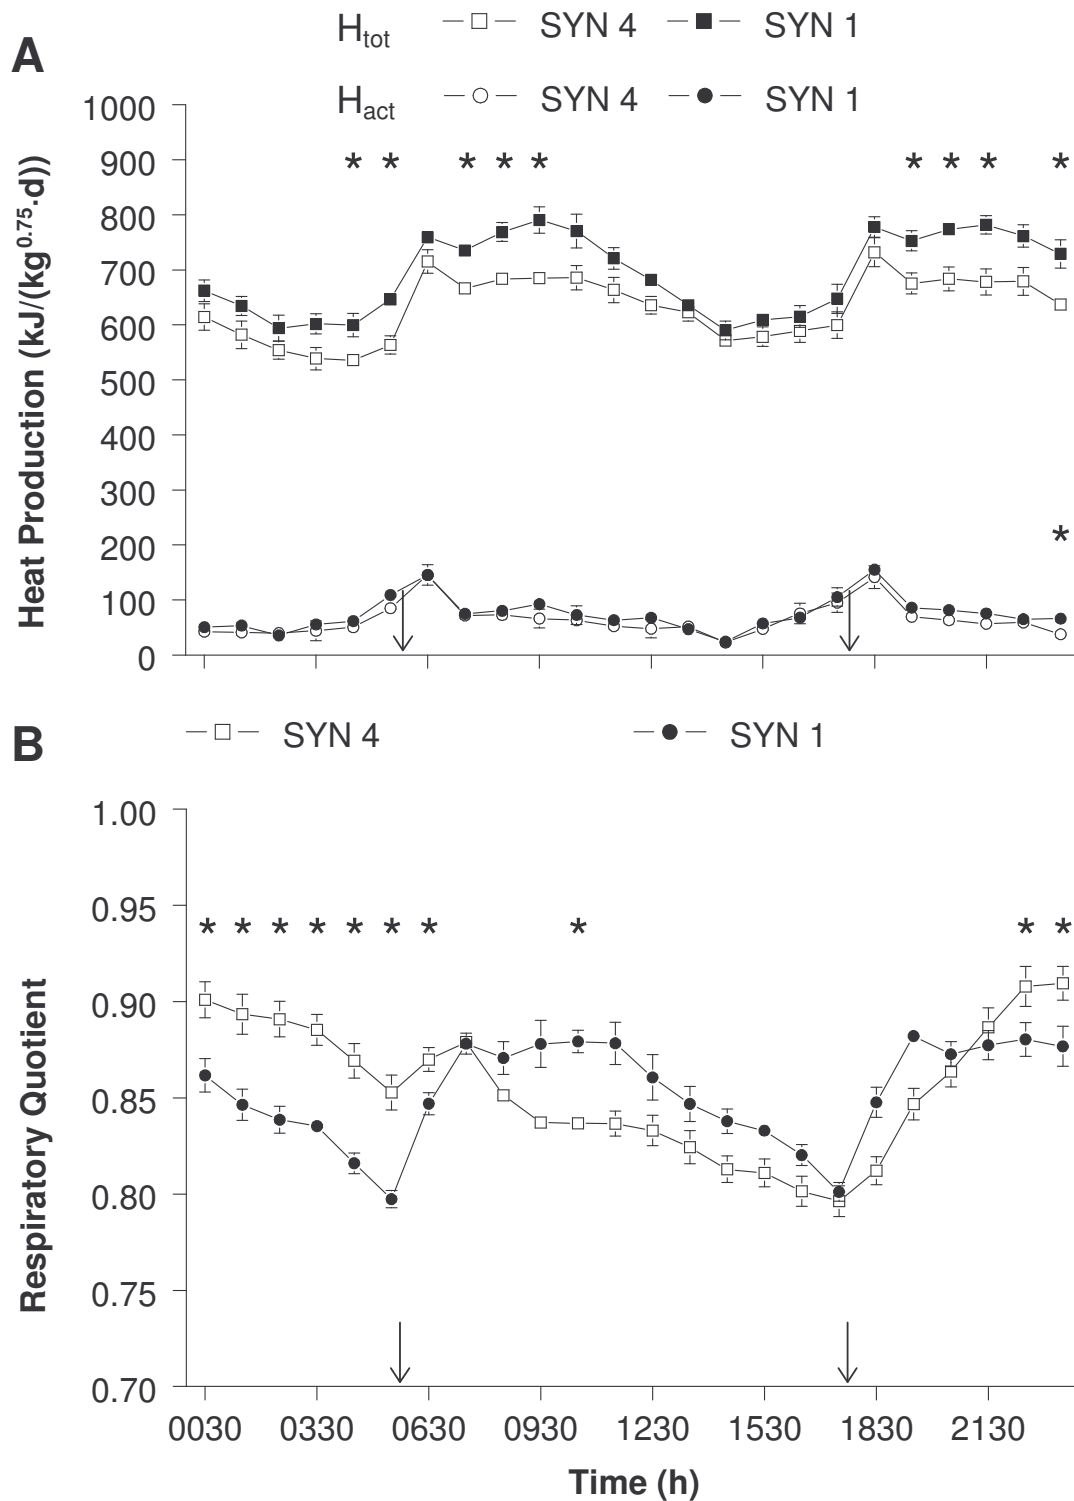 H_tot SYN 4 SYN 1
A
H_act SYN 4 SYN 1
1000
900 * * * * * * * * *
800
700
600
500
400
300
200 *
100
0
Heat Production (kJ/(kg^0.75·d))
B SYN 4 SYN 1
1.00
0.95
* * * * * * * * * *
0.90
0.85
0.80
0.75
0.70
Respiratory Quotient
0030 0330 0630 0930 1230 1530 1830 2130
Time (h)